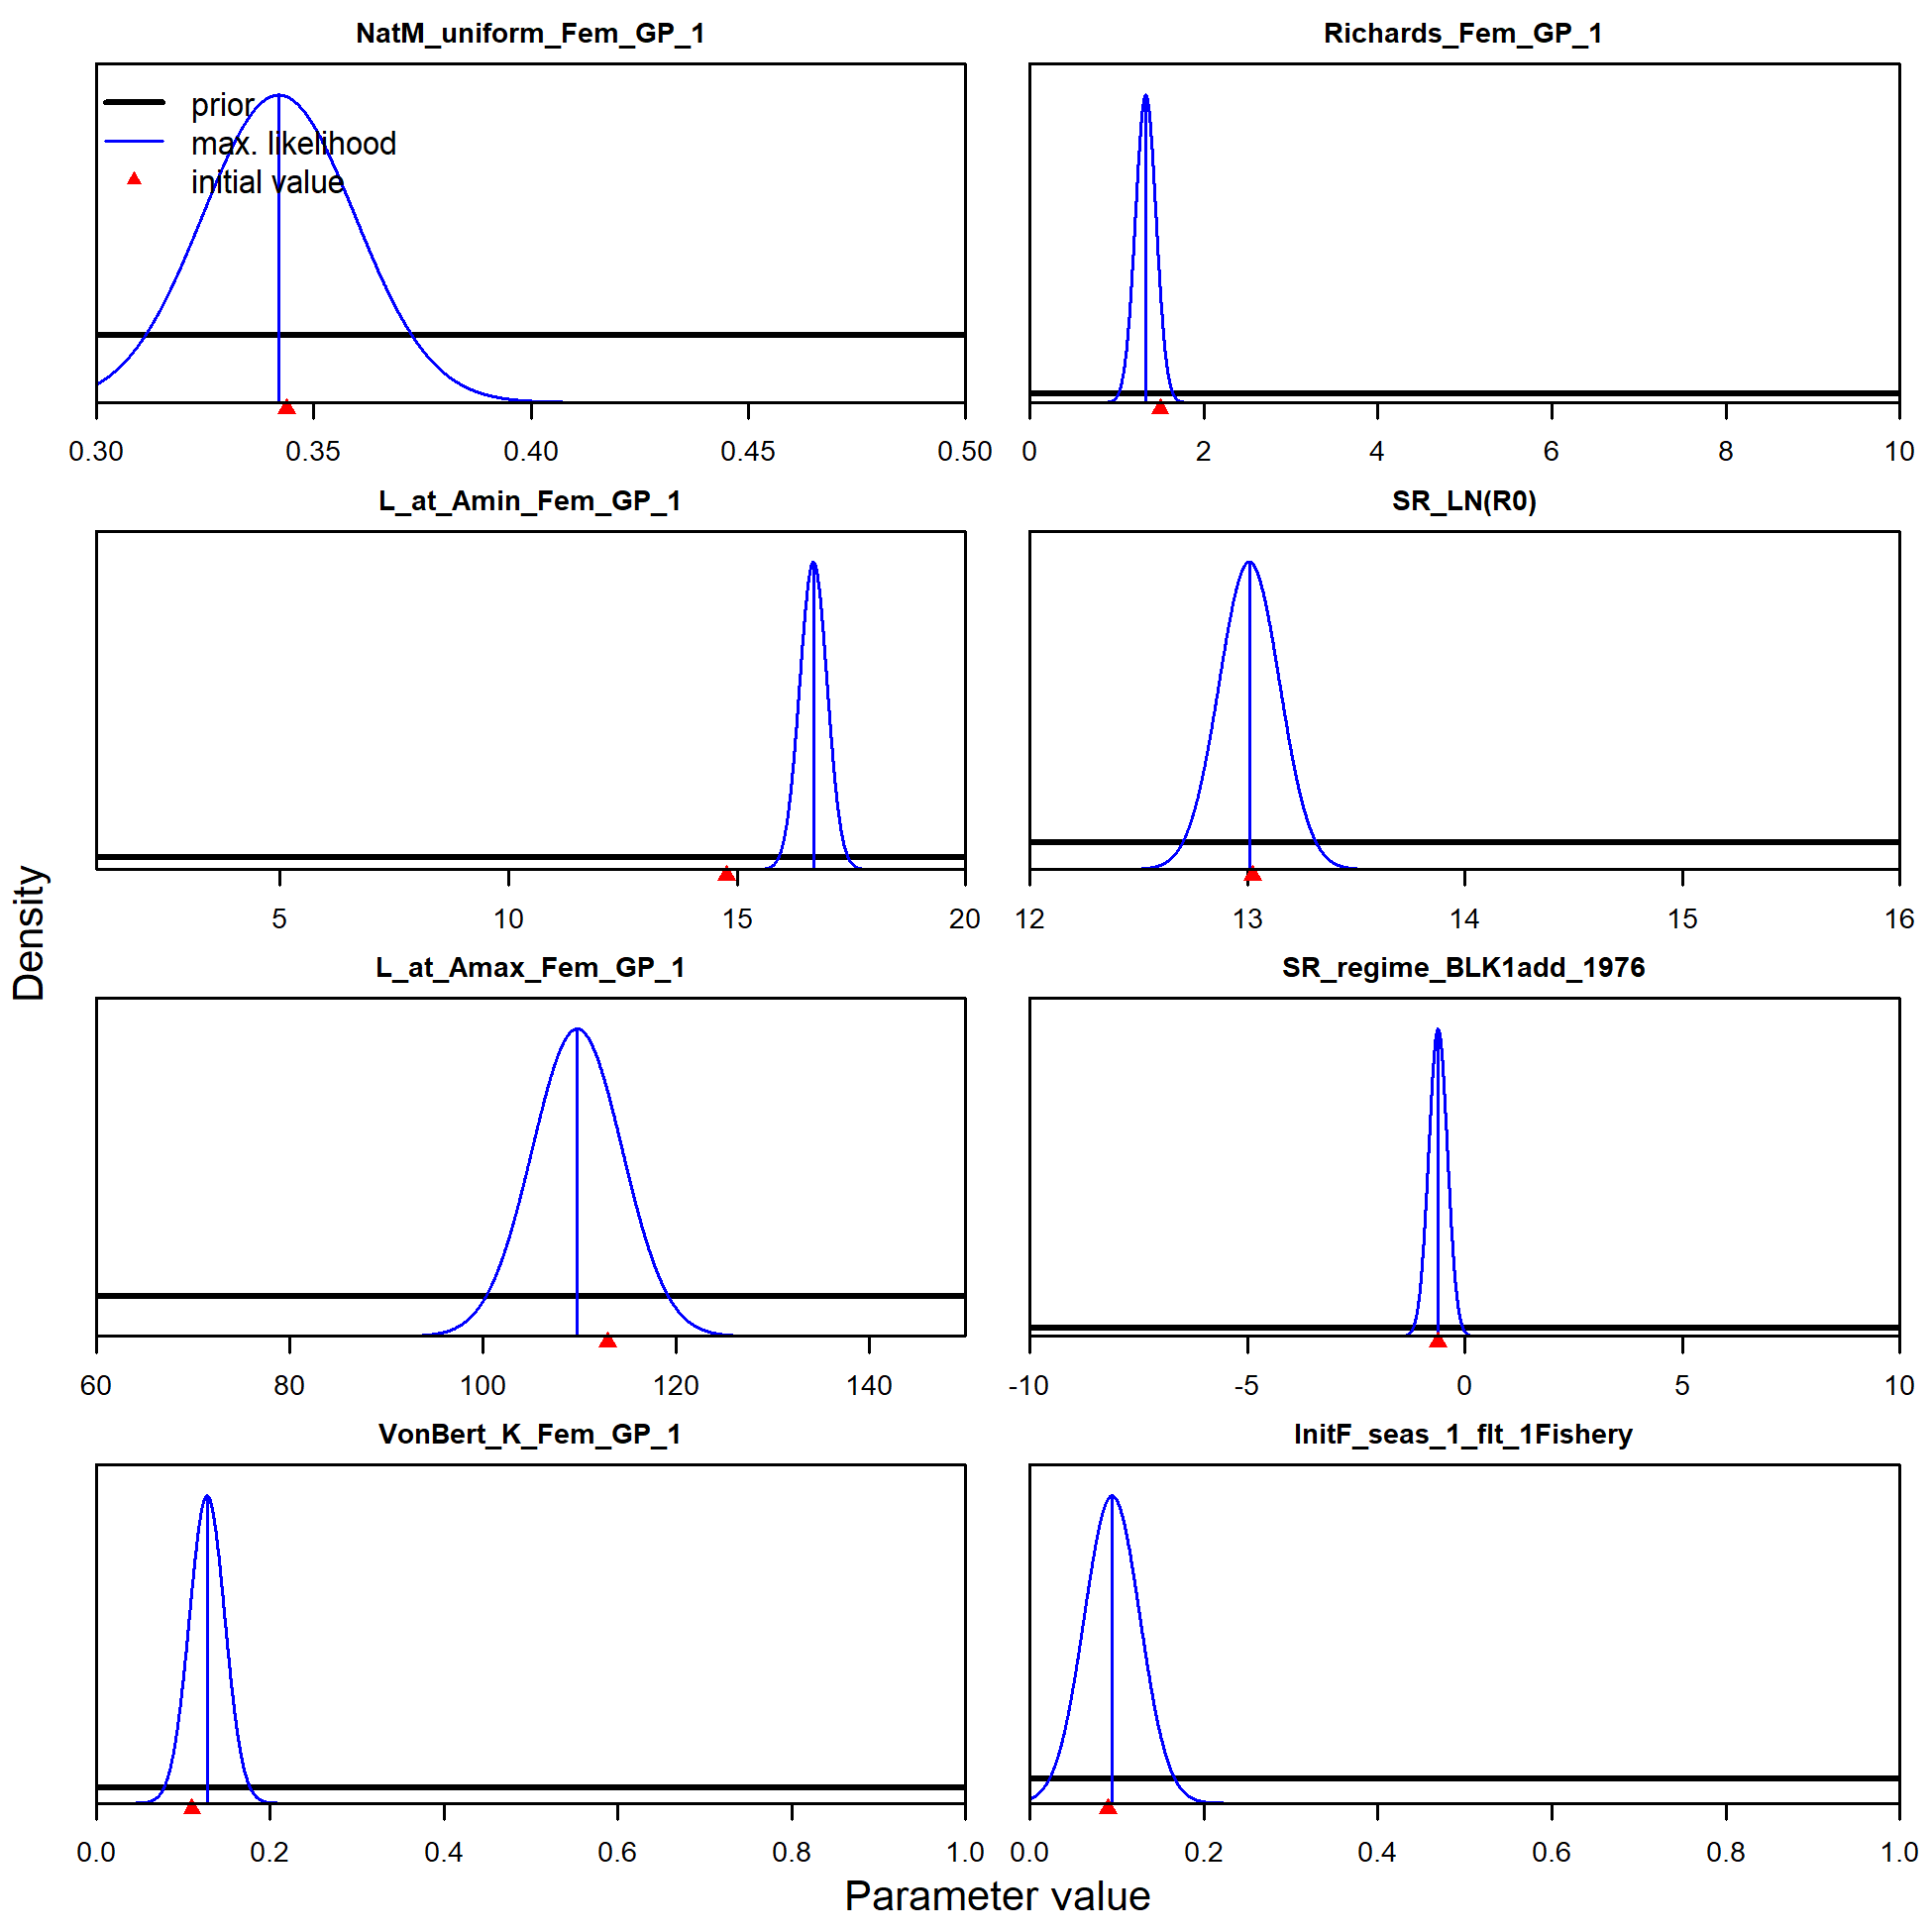 NatM_uniform_Fem_GP_1
prior
max. likelihood
initial value
0.30 0.35 0.40 0.45 0.50
Richards_Fem_GP_1
0 2 4 6 8 10
L_at_Amin_Fem_GP_1
5 10 15 20
SR_LN(R0)
12 13 14 15 16
L_at_Amax_Fem_GP_1
60 80 100 120 140
SR_regime_BLK1add_1976
-10 -5 0 5 10
VonBert_K_Fem_GP_1
0.0 0.2 0.4 0.6 0.8 1.0
InitF_seas_1_flt_1Fishery
0.0 0.2 0.4 0.6 0.8 1.0
Density
Parameter value